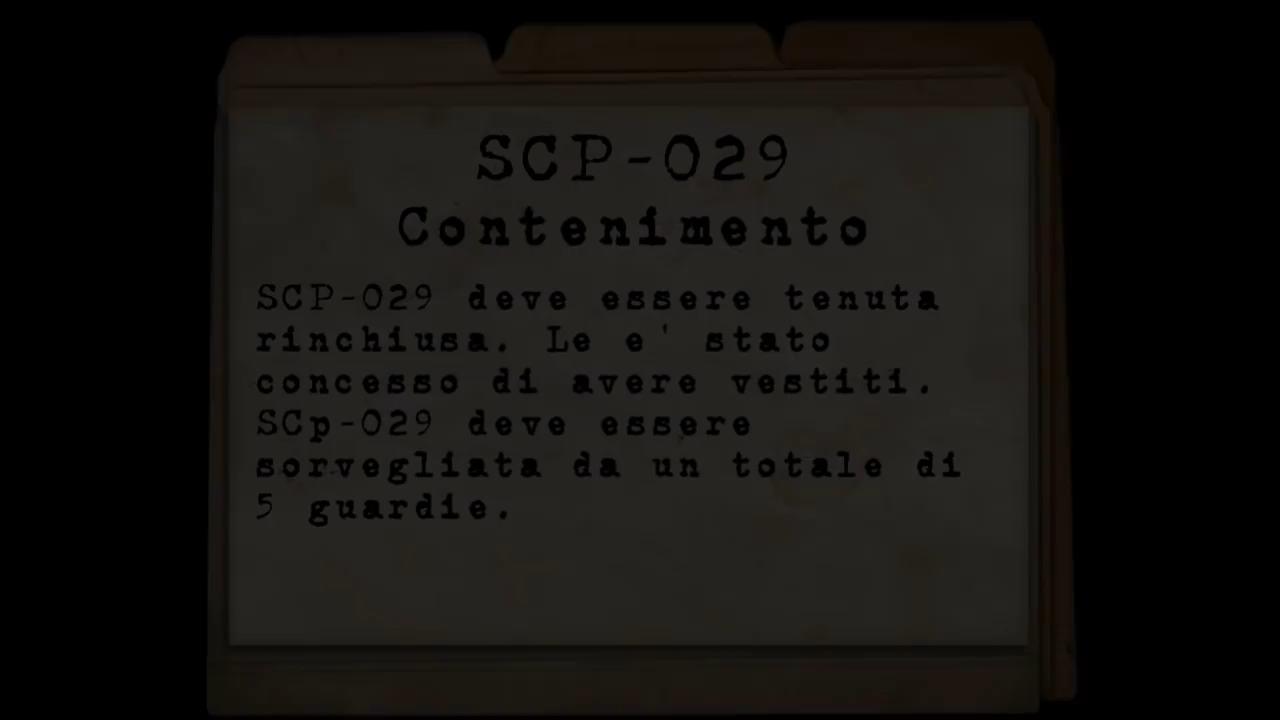 SCP-029
Contenimento
SCP-029 deve essere tenuta
rinchiusa. Le e' stato
concesso di avere vestiti.
SCp-029 deve essere
sorvegliata da un totale di
5 guardie.